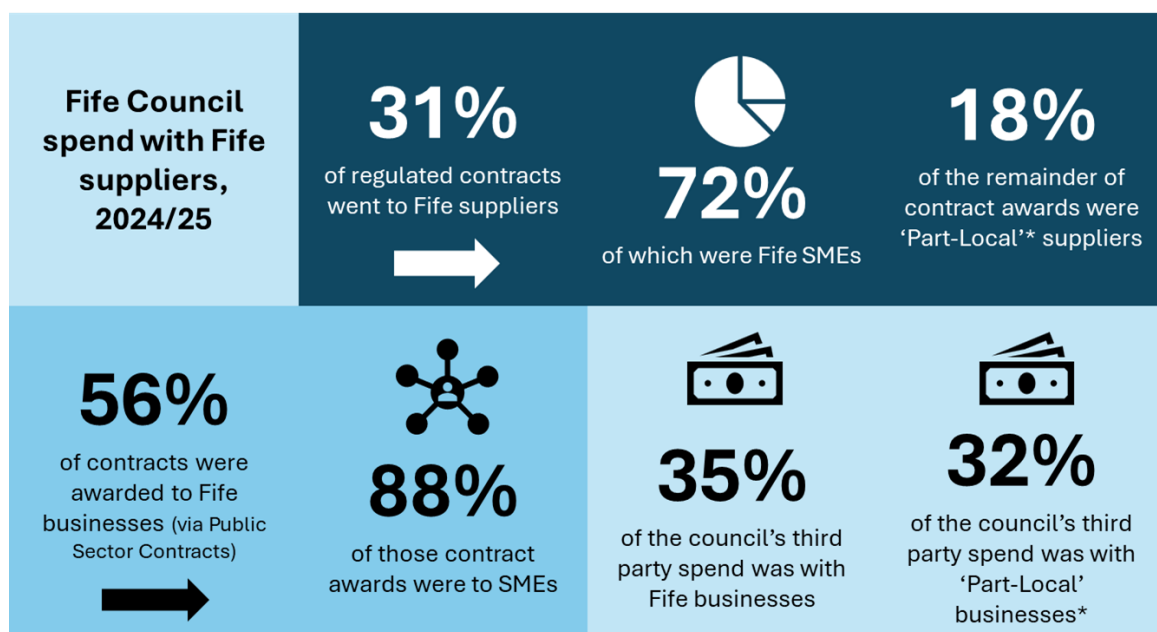 Fife Council
spend with Fife
suppliers,
2024/25
31%
of regulated contracts
went to Fife suppliers
72%
of which were Fife SMEs
18%
of the remainder of
contract awards were
‘Part-Local’* suppliers
56%
of contracts were
awarded to Fife
businesses (via Public
Sector Contracts)
88%
of those contract
awards were to SMEs
35%
of the council’s third
party spend was with
Fife businesses
32%
of the council’s third
party spend was with
‘Part-Local’
businesses*